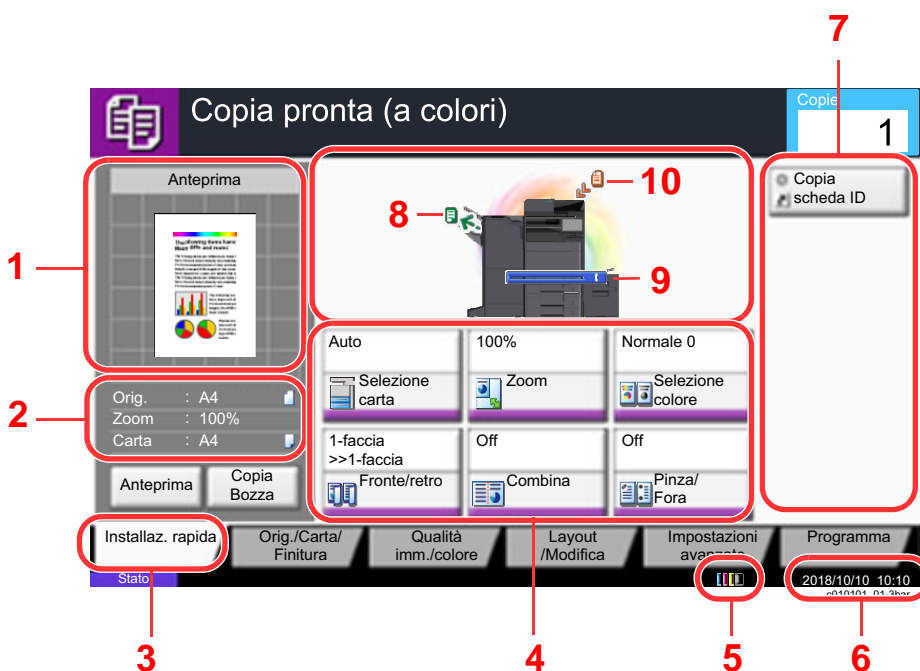 7
Copia pronta (a colori)
Copie
1
1
Anteprima
8
10
9
Copia
scheda ID
2
Orig. : A4
Zoom : 100%
Carta : A4
Anteprima
Copia
Bozza
Auto
Selezione
carta
100%
Zoom
Normale 0
Selezione
colore
1-faccia
>>1-faccia
Fronte/retro
Off
Combina
Off
Pinza/
Fora
Installaz. rapida
Orig./Carta/
Finitura
Qualità
imm./colore
Layout
/Modifica
Impostazioni
avanzate
Programma
Stato
2018/10/10 10:10
c010101_01-3bar
3
4
5
6